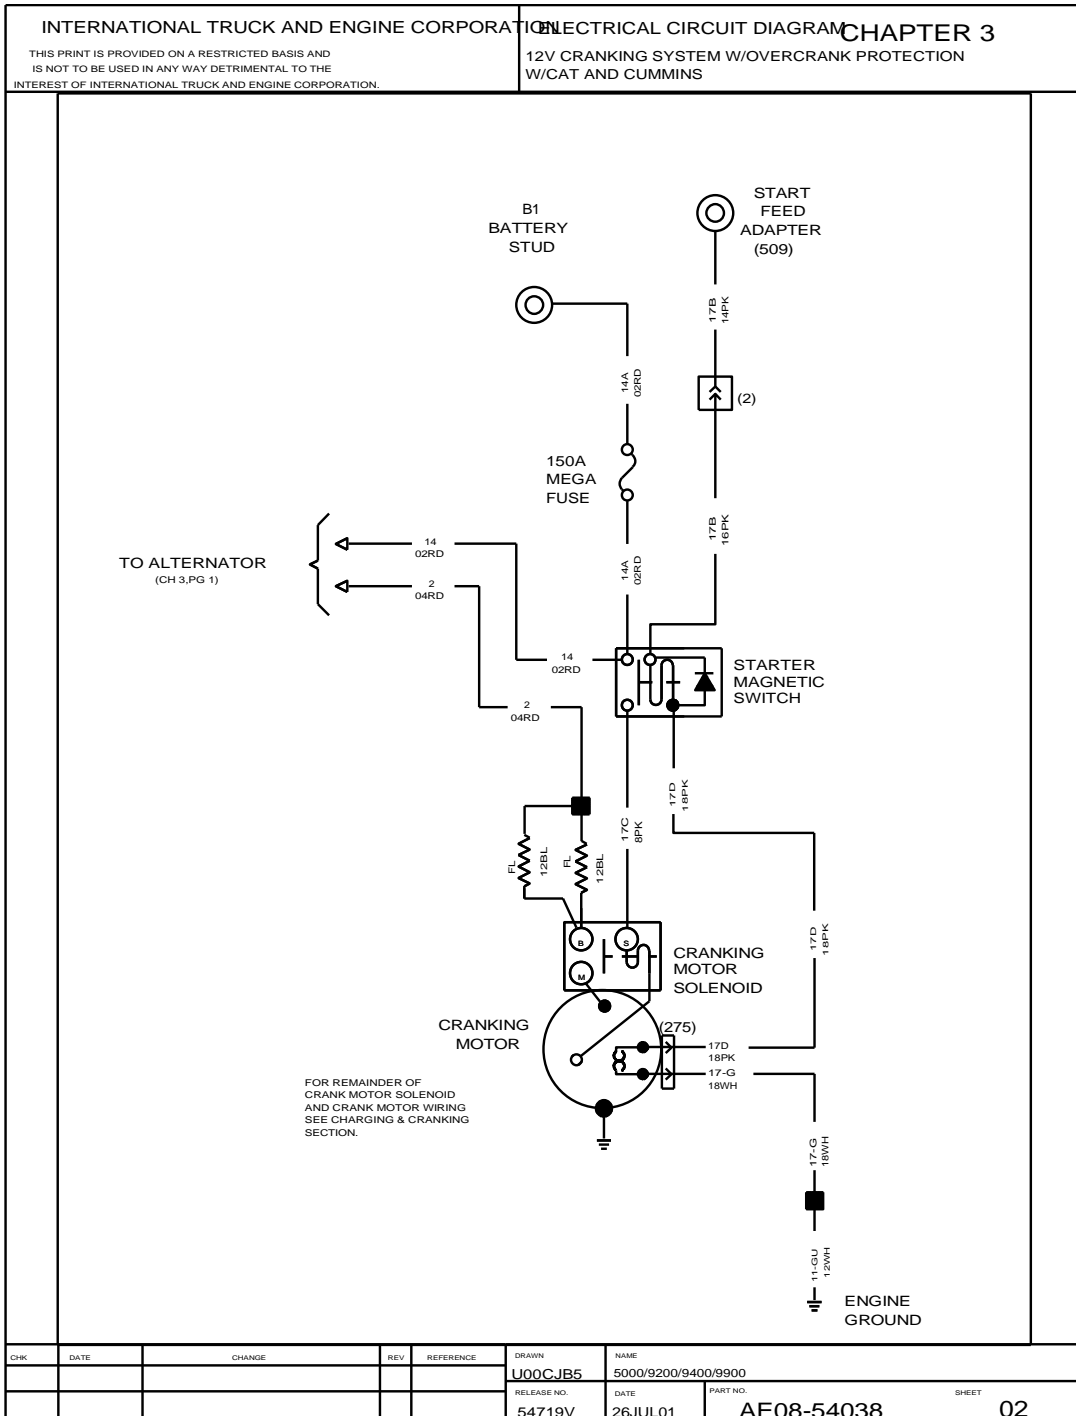 INTERNATIONAL TRUCK AND ENGINE CORPORATION
THIS PRINT IS PROVIDED ON A RESTRICTED BASIS AND
IS NOT TO BE USED IN ANY WAY DETRIMENTAL TO THE
INTEREST OF INTERNATIONAL TRUCK AND ENGINE CORPORATION.
ELECTRICAL CIRCUIT DIAGRAM
CHAPTER 3
12V CRANKING SYSTEM W/OVERCRANK PROTECTION
W/CAT AND CUMMINS
B1
BATTERY
STUD
START
FEED
ADAPTER
(509)
17B
14PK
14A
02RD
(2)
150A
MEGA
FUSE
17B
16PK
14A
02RD
TO ALTERNATOR
(CH 3,PG 1)
14
02RD
2
04RD
14
02RD
2
04RD
STARTER
MAGNETIC
SWITCH
17D
18PK
17C
8PK
FL
12BL
FL
12BL
17D
18PK
B
S
M
CRANKING
MOTOR
SOLENOID
CRANKING
MOTOR
(275)
17D
18PK
17-G
18WH
FOR REMAINDER OF
CRANK MOTOR SOLENOID
AND CRANK MOTOR WIRING
SEE CHARGING & CRANKING
SECTION.
17-G
18WH
11-GU
12WH
ENGINE
GROUND
CHK
DATE
CHANGE
REV
REFERENCE
DRAWN
U00CJB5
NAME
5000/9200/9400/9900
RELEASE NO.
54719V
DATE
26JUL01
PART NO.
AE08-54038
SHEET
02